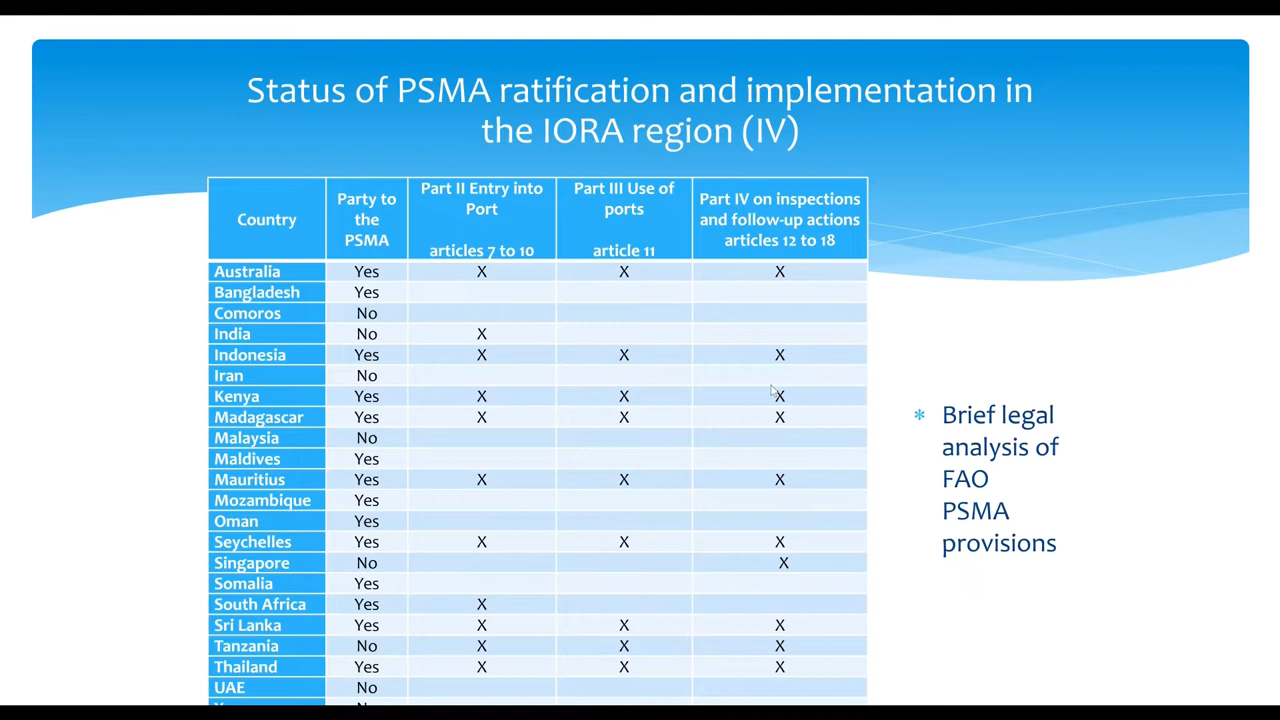 Status of PSMA ratification and implementation in
the IORA region (IV)
Country
Party to
the
PSMA
Part II Entry into
Port
articles 7 to 10
Part III Use of
ports
article 11
Part IV on inspections
and follow-up actions
articles 12 to 18
Australia Yes X X X
Bangladesh Yes
Comoros No
India No X
Indonesia Yes X X X
Iran No
Kenya Yes X X X
Madagascar Yes X X X
Malaysia No
Maldives Yes
Mauritius Yes X X X
Mozambique Yes
Oman Yes
Seychelles Yes X X X
Singapore No X
Somalia Yes
South Africa Yes X
Sri Lanka Yes X X X
Tanzania No X X X
Thailand Yes X X X
UAE No
* Brief legal
analysis of
FAO
PSMA
provisions